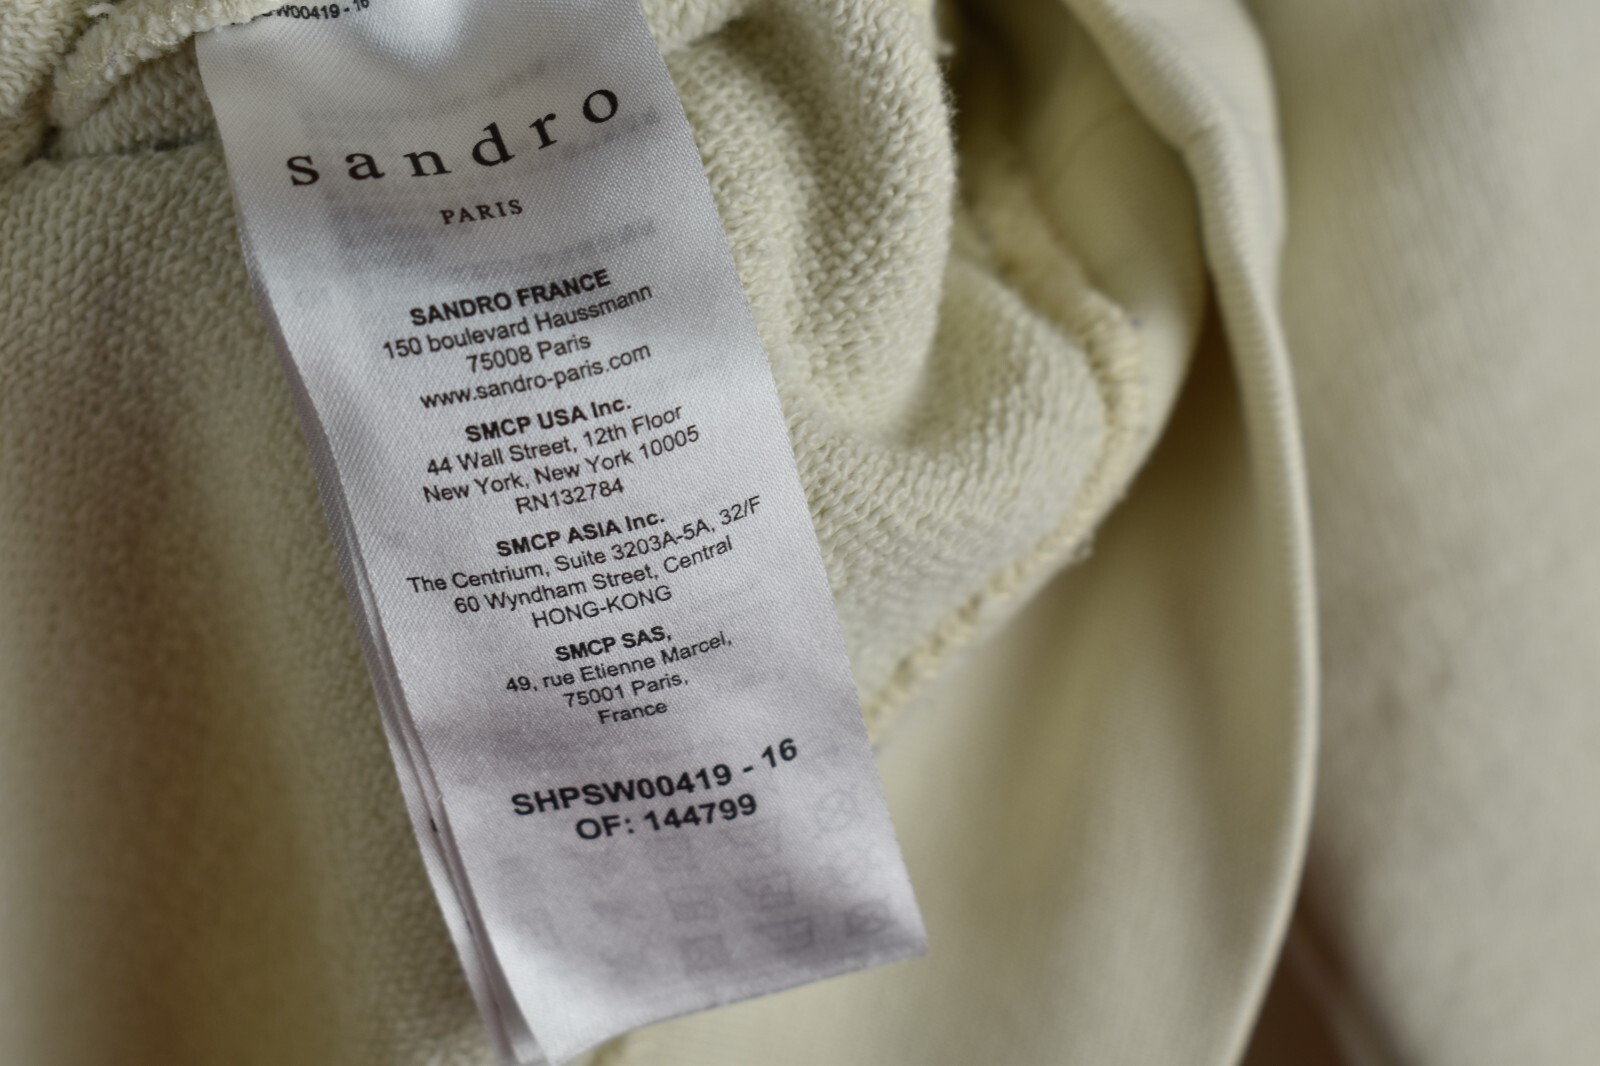 SW00419 - 16
sandro
PARIS
SANDRO FRANCE
150 boulevard Haussmann
75008 Paris
www.sandro-paris.com
SMCP USA Inc.
44 Wall Street, 12th Floor
New York, New York 10005
RN132784
SMCP ASIA Inc.
The Centrium, Suite 3203A-5A, 32/F
60 Wyndham Street, Central
HONG-KONG
SMCP SAS,
49, rue Etienne Marcel,
75001 Paris,
France
SHPSW00419 - 16
OF: 144799